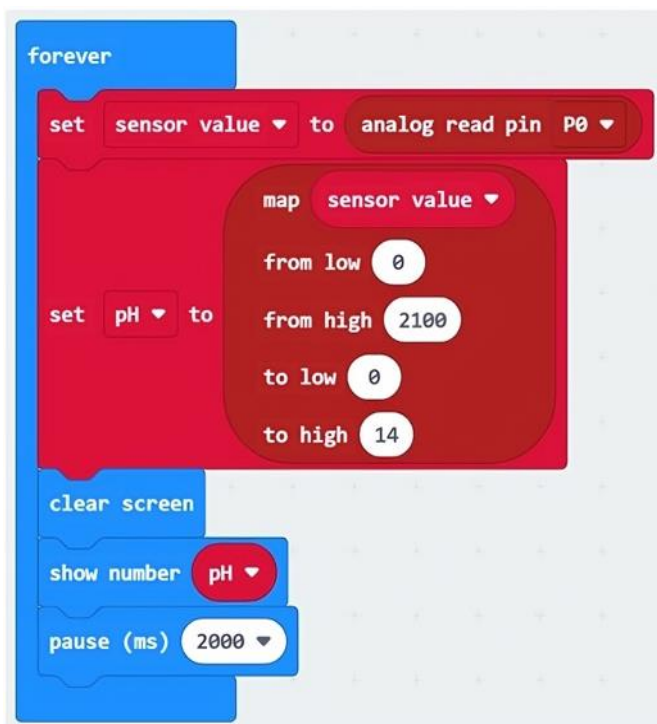 forever
set sensor value to analog read pin P0
map sensor value
from low 0
set pH to from high 2100
to low 0
to high 14
clear screen
show number pH
pause (ms) 2000